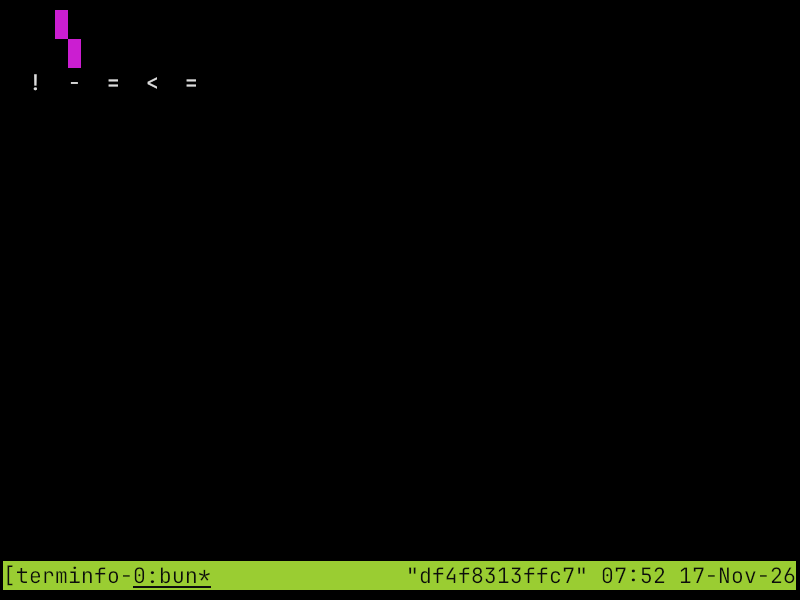 ! - = < =
[terminfo-0:bun* "df4f8313ffc7" 07:52 17-Nov-26